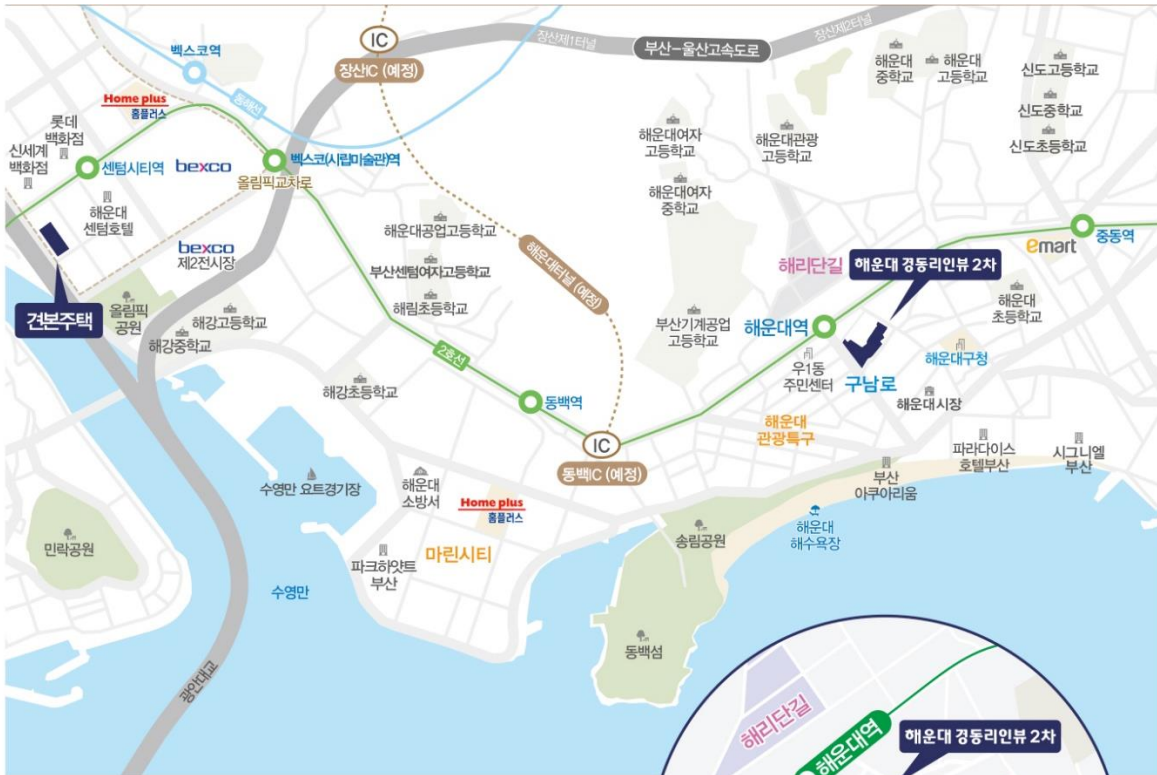 IC
장산IC (예정)
장산제1터널
부산-울산고속도로
장산제2터널
벡스코역
동해선
Home plus
홈플러스
롯데
백화점
신세계
백화점
센텀시티역
bexco
벡스코(시립미술관)역
올림픽교차로
해운대
센텀호텔
bexco
제2전시장
견본주택
올림픽
공원
해강고등학교
해강중학교
해운대공업고등학교
부산센텀여자고등학교
해림초등학교
해강초등학교
2호선
동백역
해운대터널 (예정)
IC
동백IC (예정)
해운대
중학교
해운대
고등학교
신도고등학교
신도중학교
신도초등학교
해운대여자
고등학교
해운대관광
고등학교
해운대여자
중학교
부산기계공업
고등학교
해리단길
해운대 경동리인뷰 2차
emart
중동역
해운대역
우1동
주민센터
구남로
해운대
초등학교
해운대구청
해운대시장
해운대
관광특구
파라다이스
호텔부산
시그니엘
부산
부산
아쿠아리움
해운대
해수욕장
송림공원
동백섬
수영만 요트경기장
해운대
소방서
Home plus
홈플러스
마린시티
파크하얏트
부산
수영만
민락공원
광안대교
해리단길
해운대역
해운대 경동리인뷰 2차